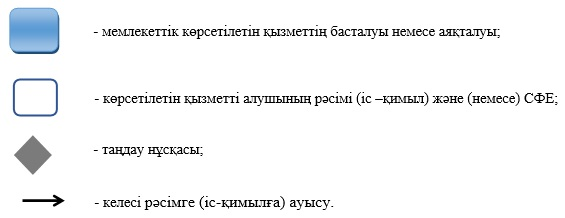 - мемлекеттік көрсетілетін қызметтің басталуы немесе аяқталуы;
- көрсетілетін қызметті алушының рәсімі (іс –қимыл) және (немесе) СФЕ;
- таңдау нұсқасы;
- келесі рәсімге (іс-қимылға) ауысу.